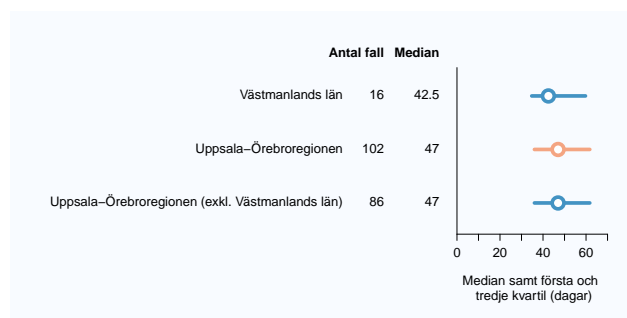 Antal fall Median
Västmanlands län 16 42.5
Uppsala–Örebroregionen 102 47
Uppsala–Örebroregionen (exkl. Västmanlands län) 86 47
0 20 40 60
Median samt första och
tredje kvartil (dagar)